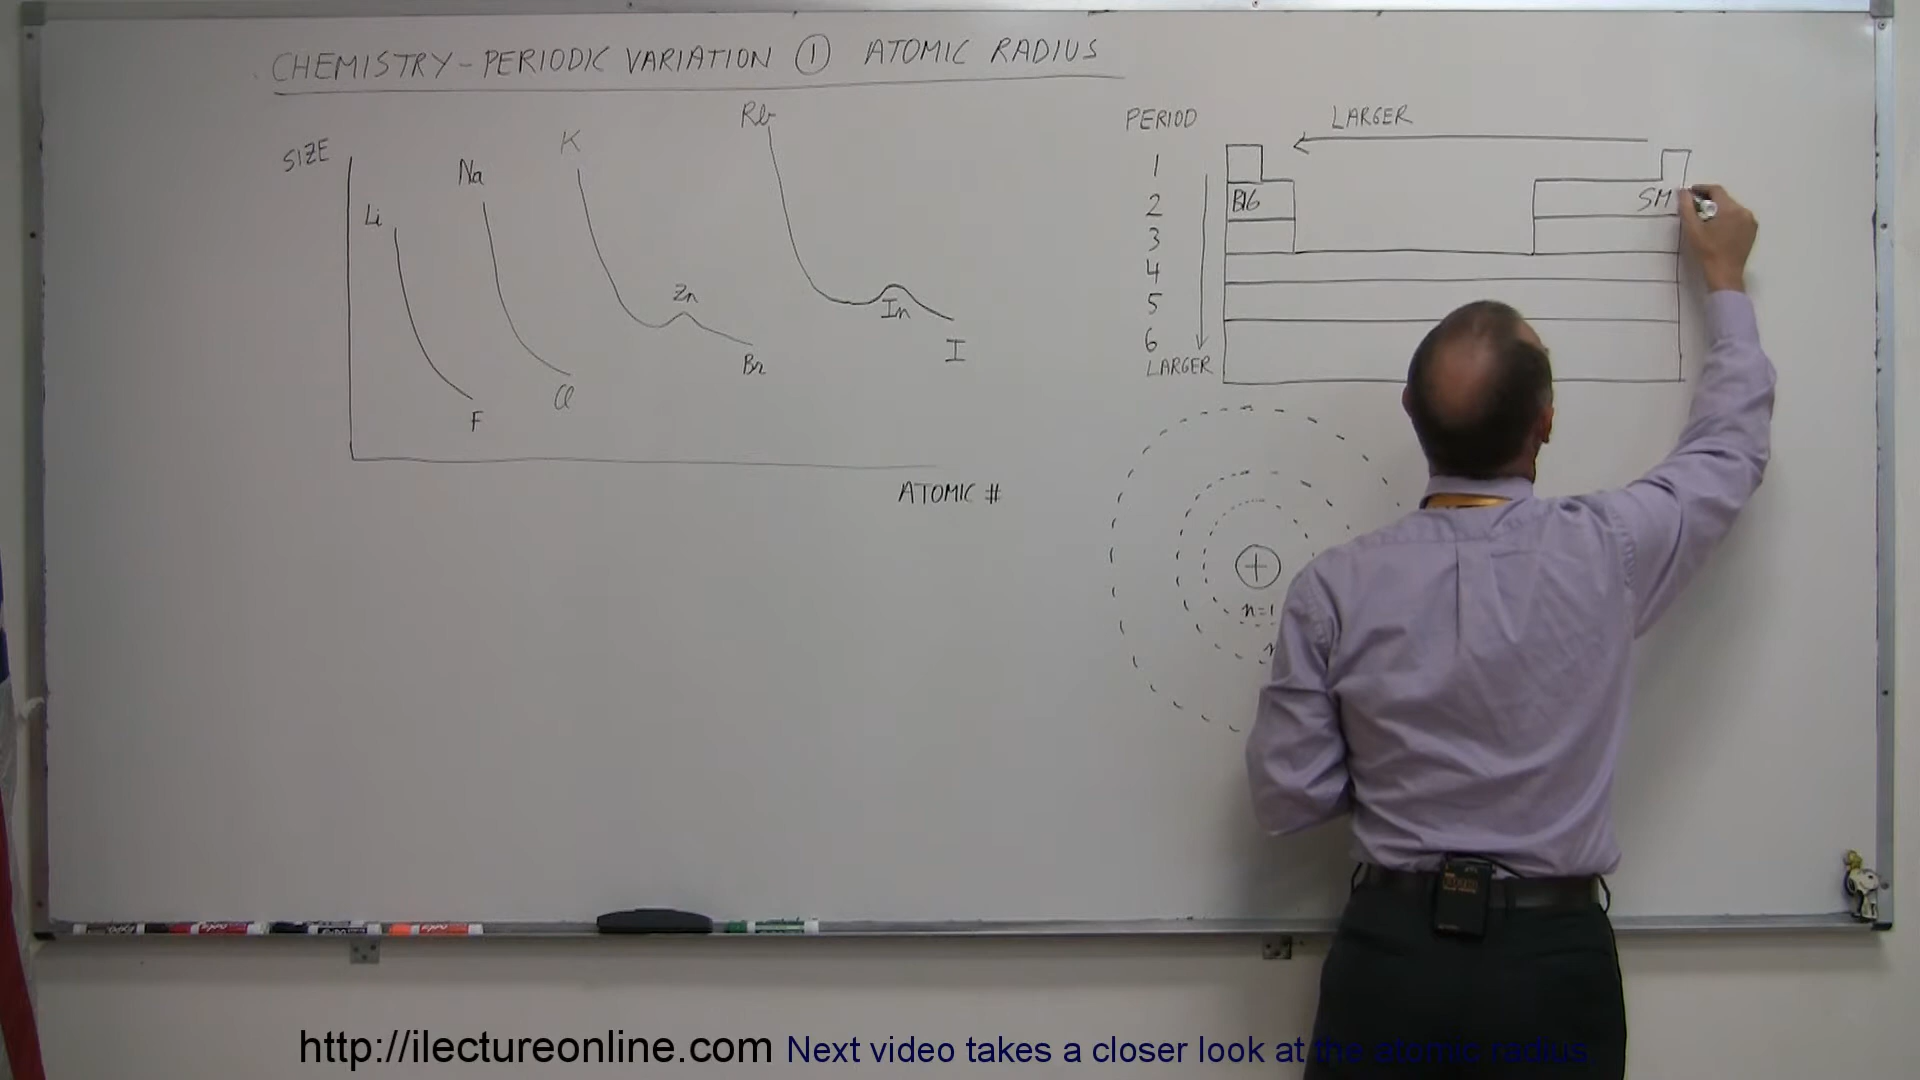 CHEMISTRY - PERIODIC VARIATION ① ATOMIC RADIUS
SIZE
Li
F
Na
Cl
K
Zn
Br
Rb
In
I
ATOMIC #
PERIOD
LARGER
1
2
3
4
5
6
LARGER
BIG
SM
+
n=1
n
http://ilectureonline.com Next video takes a closer look at the atomic radius.